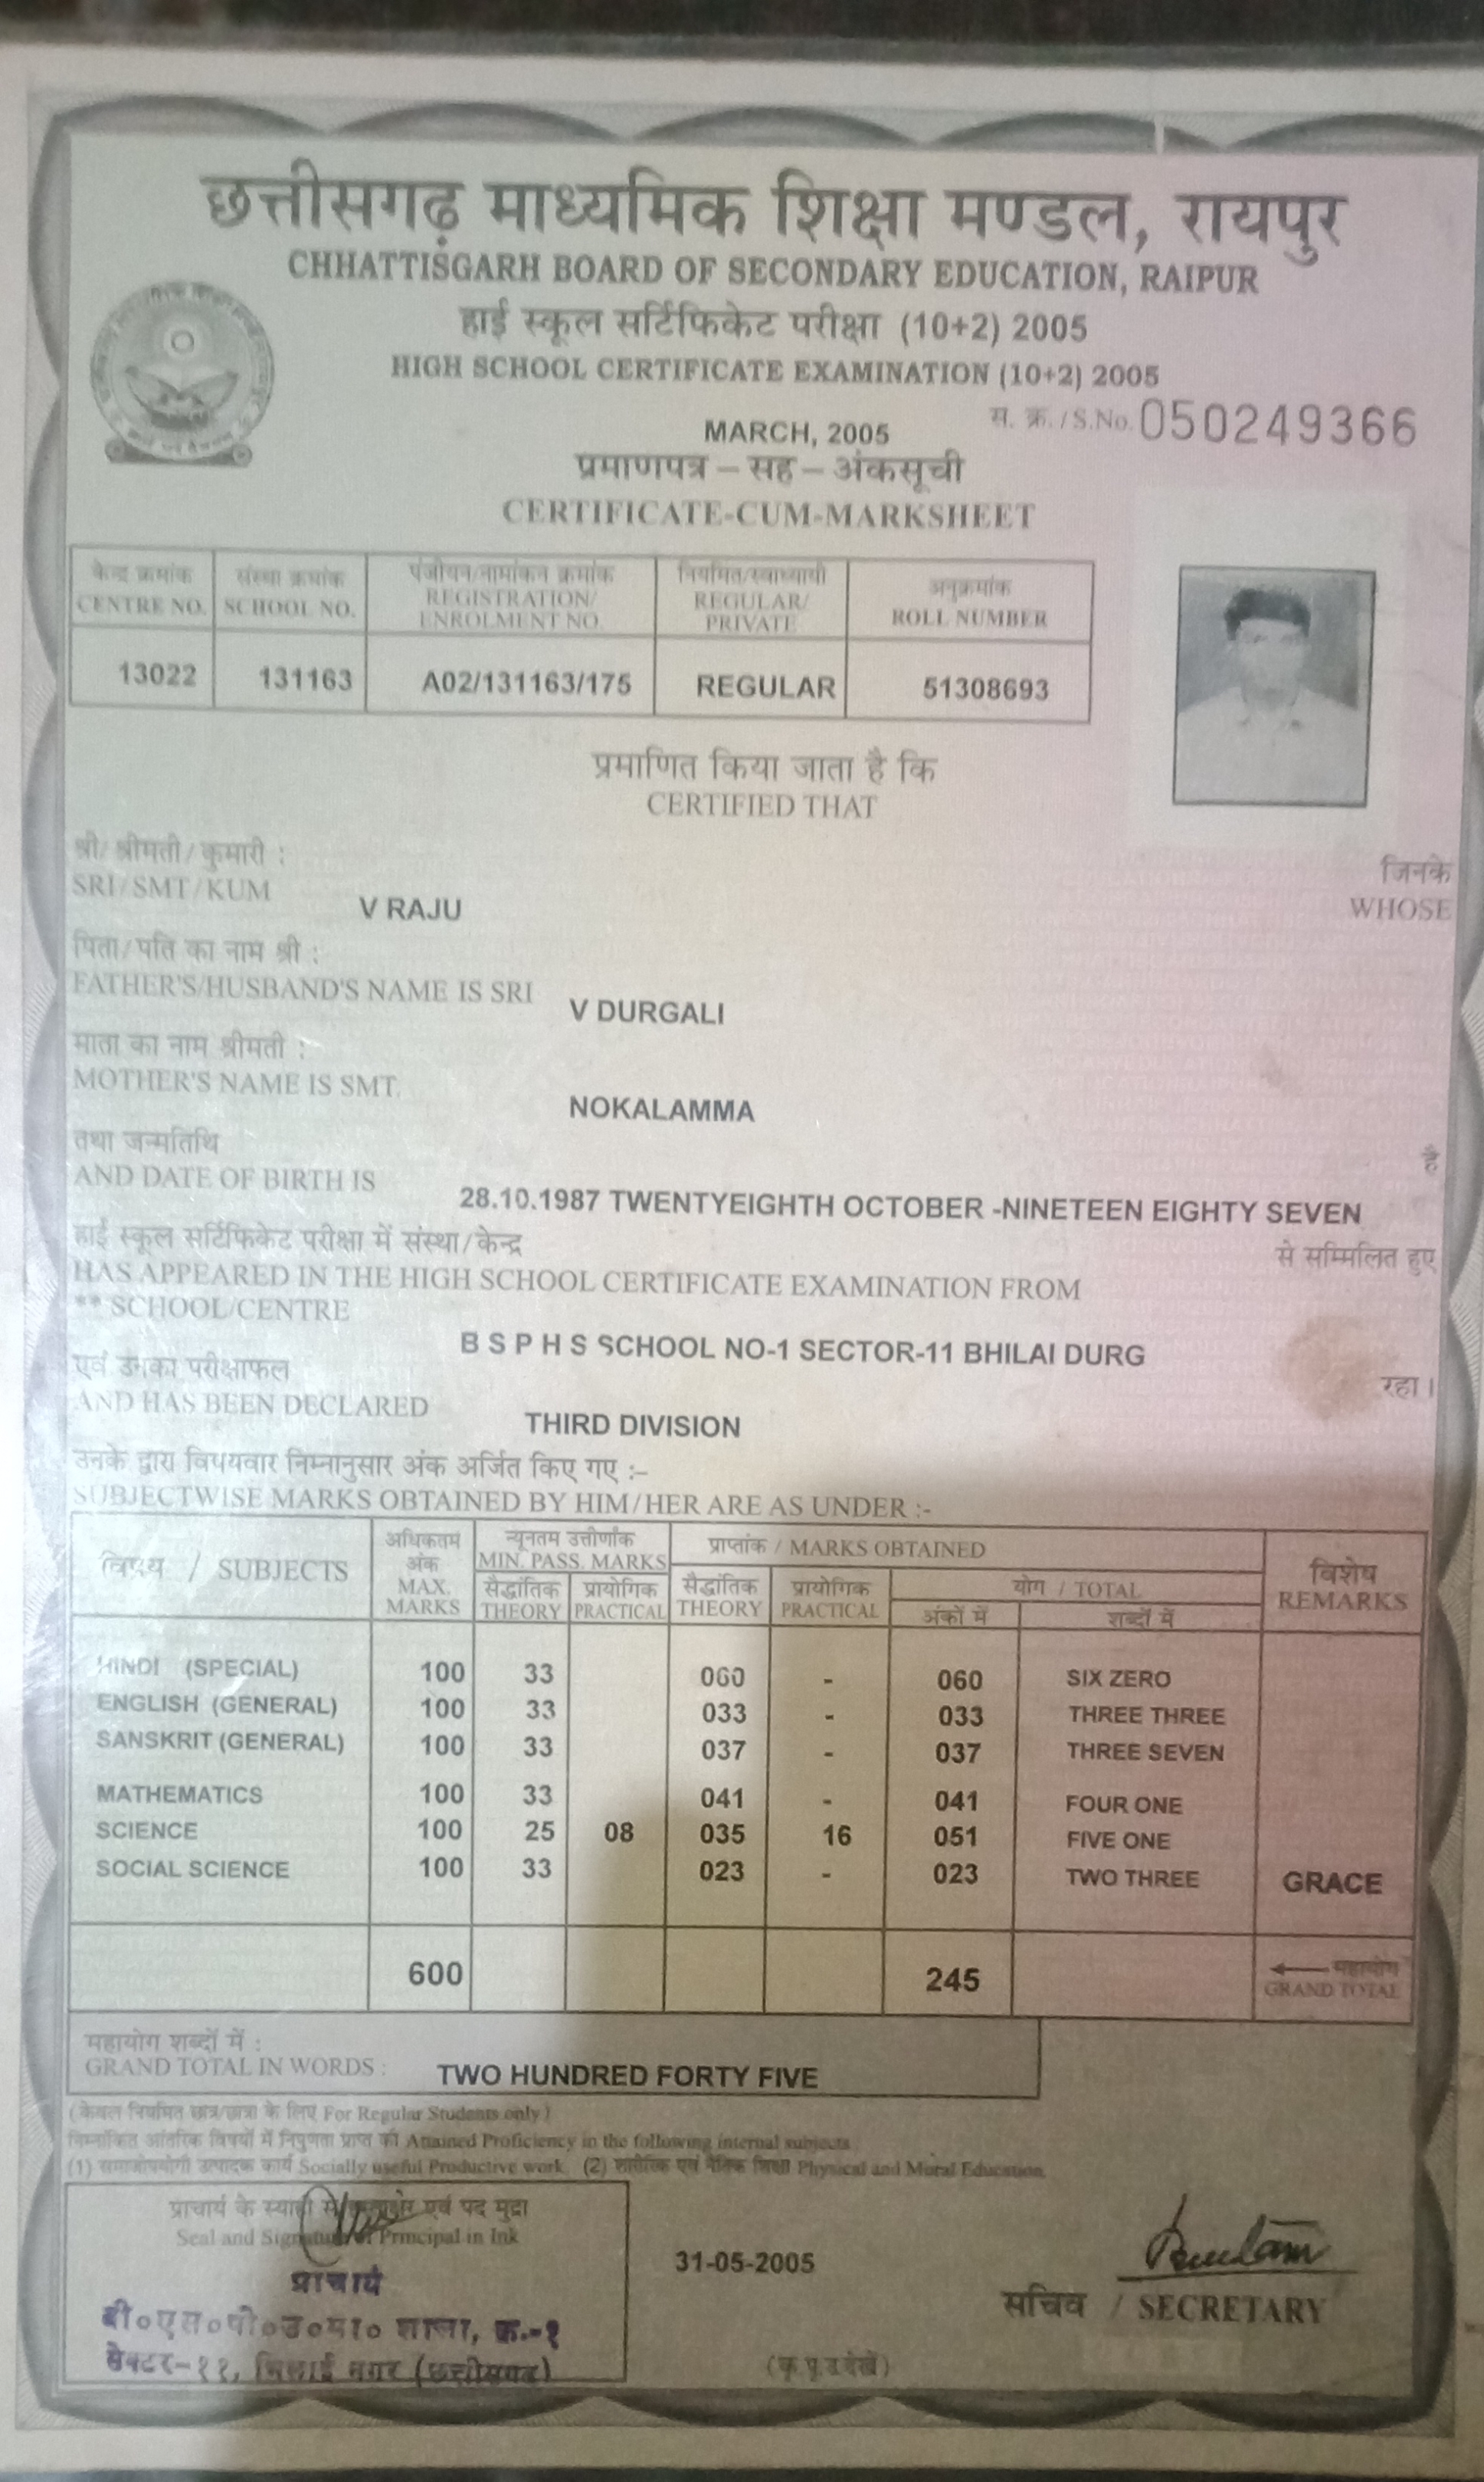 छत्तीसगढ़ माध्यमिक शिक्षा मण्डल, रायपुर
CHHATTISGARH BOARD OF SECONDARY EDUCATION, RAIPUR
हाई स्कूल सर्टिफिकेट परीक्षा (10+2) 2005
HIGH SCHOOL CERTIFICATE EXAMINATION (10+2) 2005
MARCH, 2005 स. क्र. / S.No. 050249366
प्रमाणपत्र – सह – अंकसूची
CERTIFICATE-CUM-MARKSHEET
केन्द्र क्रमांक संस्था क्रमांक पंजीयन/नामांकन क्रमांक नियमित/स्वाध्यायी अनुक्रमांक
CENTRE NO. SCHOOL NO. REGISTRATION/ ENROLMENT NO. REGULAR/ PRIVATE ROLL NUMBER
13022 131163 A02/131163/175 REGULAR 51308693
प्रमाणित किया जाता है कि
CERTIFIED THAT
श्री/ श्रीमती / कुमारी : जिनके
SRI/SMT/KUM V RAJU WHOSE
पिता/पति का नाम श्री :
FATHER'S/HUSBAND'S NAME IS SRI V DURGALI
माता का नाम श्रीमती :
MOTHER'S NAME IS SMT. NOKALAMMA
तथा जन्मतिथि है
AND DATE OF BIRTH IS 28.10.1987 TWENTYEIGHTH OCTOBER -NINETEEN EIGHTY SEVEN
हाई स्कूल सर्टिफिकेट परीक्षा में संस्था/केन्द्र से सम्मिलित हुए
HAS APPEARED IN THE HIGH SCHOOL CERTIFICATE EXAMINATION FROM
** SCHOOL/CENTRE B S P H S SCHOOL NO-1 SECTOR-11 BHILAI DURG
एवं उनका परीक्षाफल रहा।
AND HAS BEEN DECLARED THIRD DIVISION
उनके द्वारा विषयवार निम्नानुसार अंक अर्जित किए गए :–
SUBJECTWISE MARKS OBTAINED BY HIM/HER ARE AS UNDER :-
विषय / SUBJECTS अधिकतम अंक MAX. MARKS न्यूनतम उत्तीर्णांक MIN. PASS. MARKS प्राप्तांक / MARKS OBTAINED विशेष REMARKS
सैद्धांतिक THEORY प्रायोगिक PRACTICAL सैद्धांतिक THEORY प्रायोगिक PRACTICAL योग / TOTAL
अंकों में शब्दों में
HINDI (SPECIAL) 100 33 060 - 060 SIX ZERO
ENGLISH (GENERAL) 100 33 033 - 033 THREE THREE
SANSKRIT (GENERAL) 100 33 037 - 037 THREE SEVEN
MATHEMATICS 100 33 041 - 041 FOUR ONE
SCIENCE 100 25 08 035 16 051 FIVE ONE
SOCIAL SCIENCE 100 33 023 - 023 TWO THREE GRACE
600 245 महायोग GRAND TOTAL
महायोग शब्दों में :
GRAND TOTAL IN WORDS : TWO HUNDRED FORTY FIVE
(केवल नियमित छात्र/छात्रा के लिए For Regular Students only)
निम्नांकित आंतरिक विषयों में निपुणता प्राप्त की Attained Proficiency in the following internal subjects
(1) समाजोपयोगी उत्पादक कार्य Socially useful Productive work (2) शारीरिक एवं नैतिक शिक्षा Physical and Moral Education
प्राचार्य के स्याही से हस्ताक्षर एवं पद मुद्रा
Seal and Signature of Principal in Ink
प्राचार्य
बी०एस०पी०उ०मा० शाला, क्र.-१
सेक्टर-११, भिलाई नगर (छत्तीसगढ़)
31-05-2005
सचिव / SECRETARY
(कृ.पृ.उ.देखें)